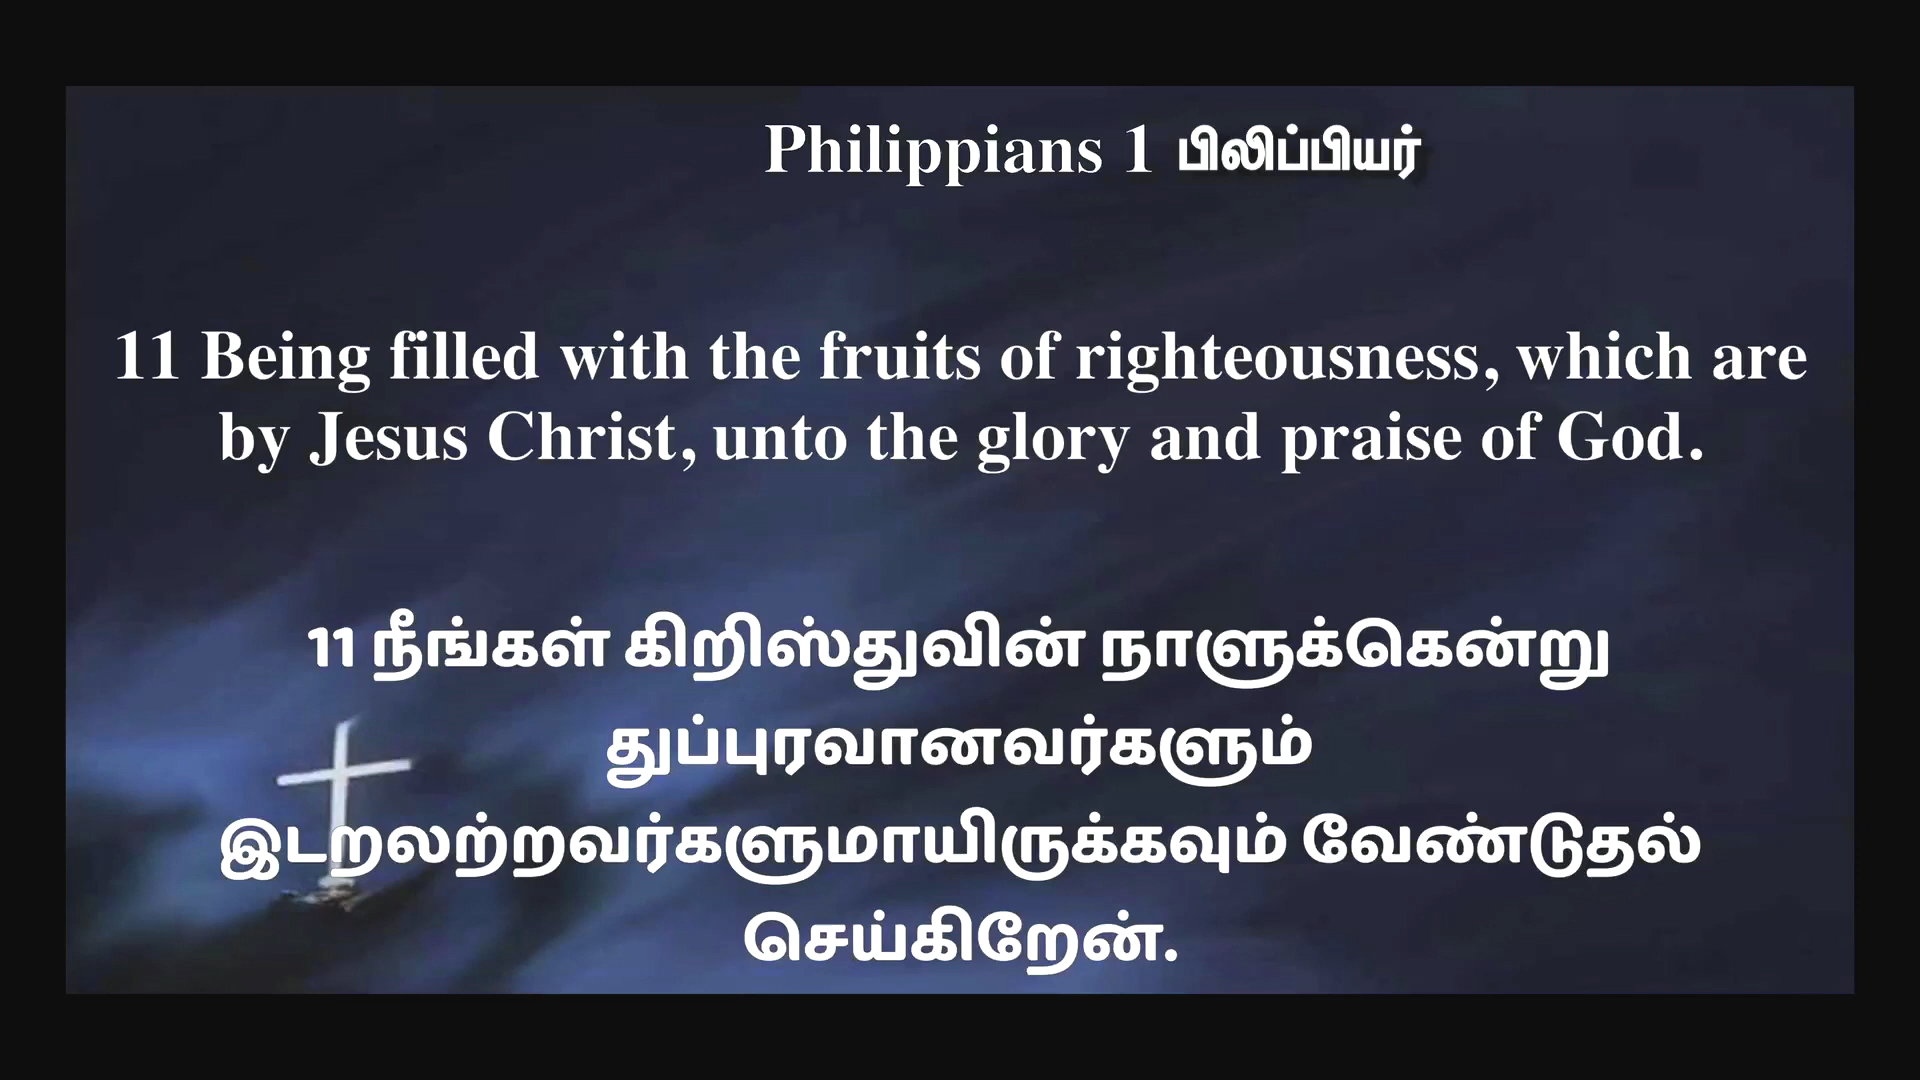 Philippians 1 பிலிப்பியர்
11 Being filled with the fruits of righteousness, which are
by Jesus Christ, unto the glory and praise of God.
11 நீங்கள் கிறிஸ்துவின் நாளுக்கென்று
துப்புரவானவர்களும்
இடறலற்றவர்களுமாயிருக்கவும் வேண்டுதல்
செய்கிறேன்.